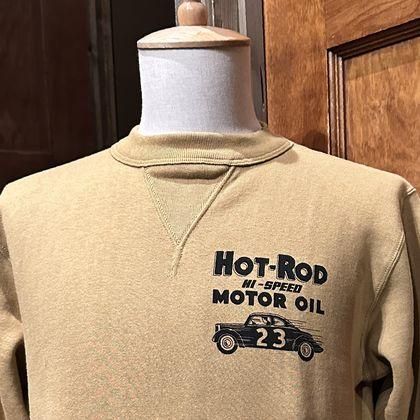 HOT-ROD
HI-SPEED
MOTOR OIL
23